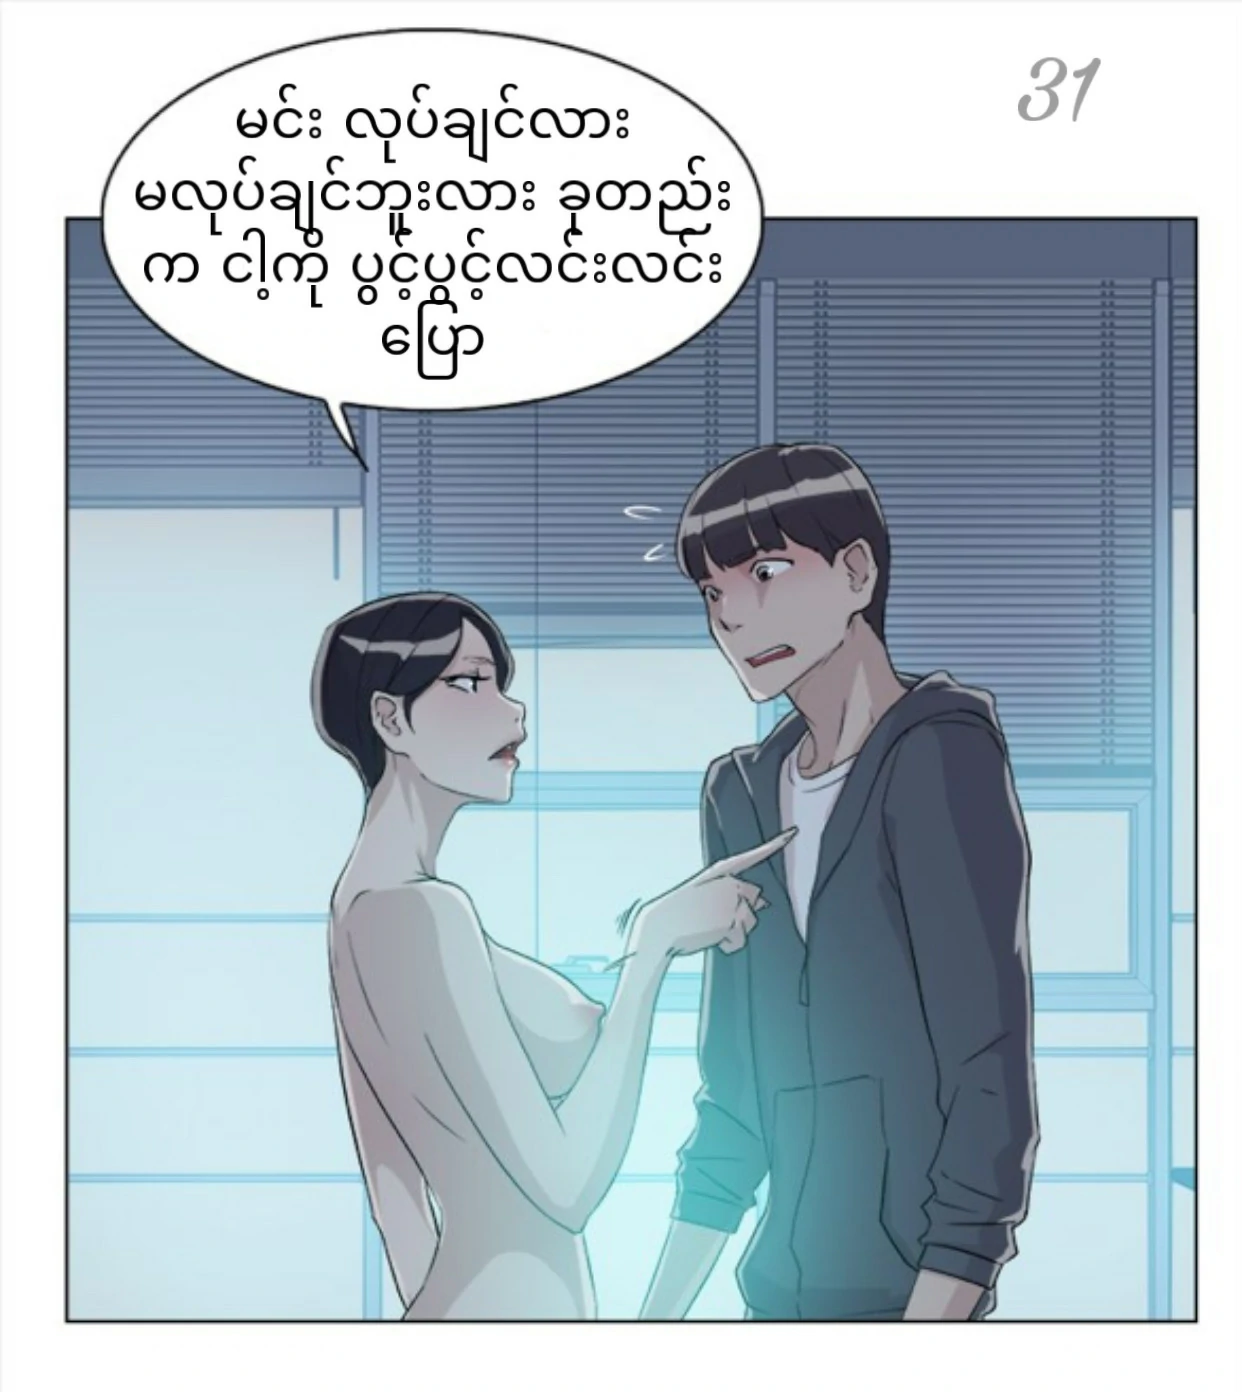 31
မင်း လုပ်ချင်လား
မလုပ်ချင်ဘူးလား ခုတည်း
က ငါ့ကို ပွင့်ပွင့်လင်းလင်း
ပြော